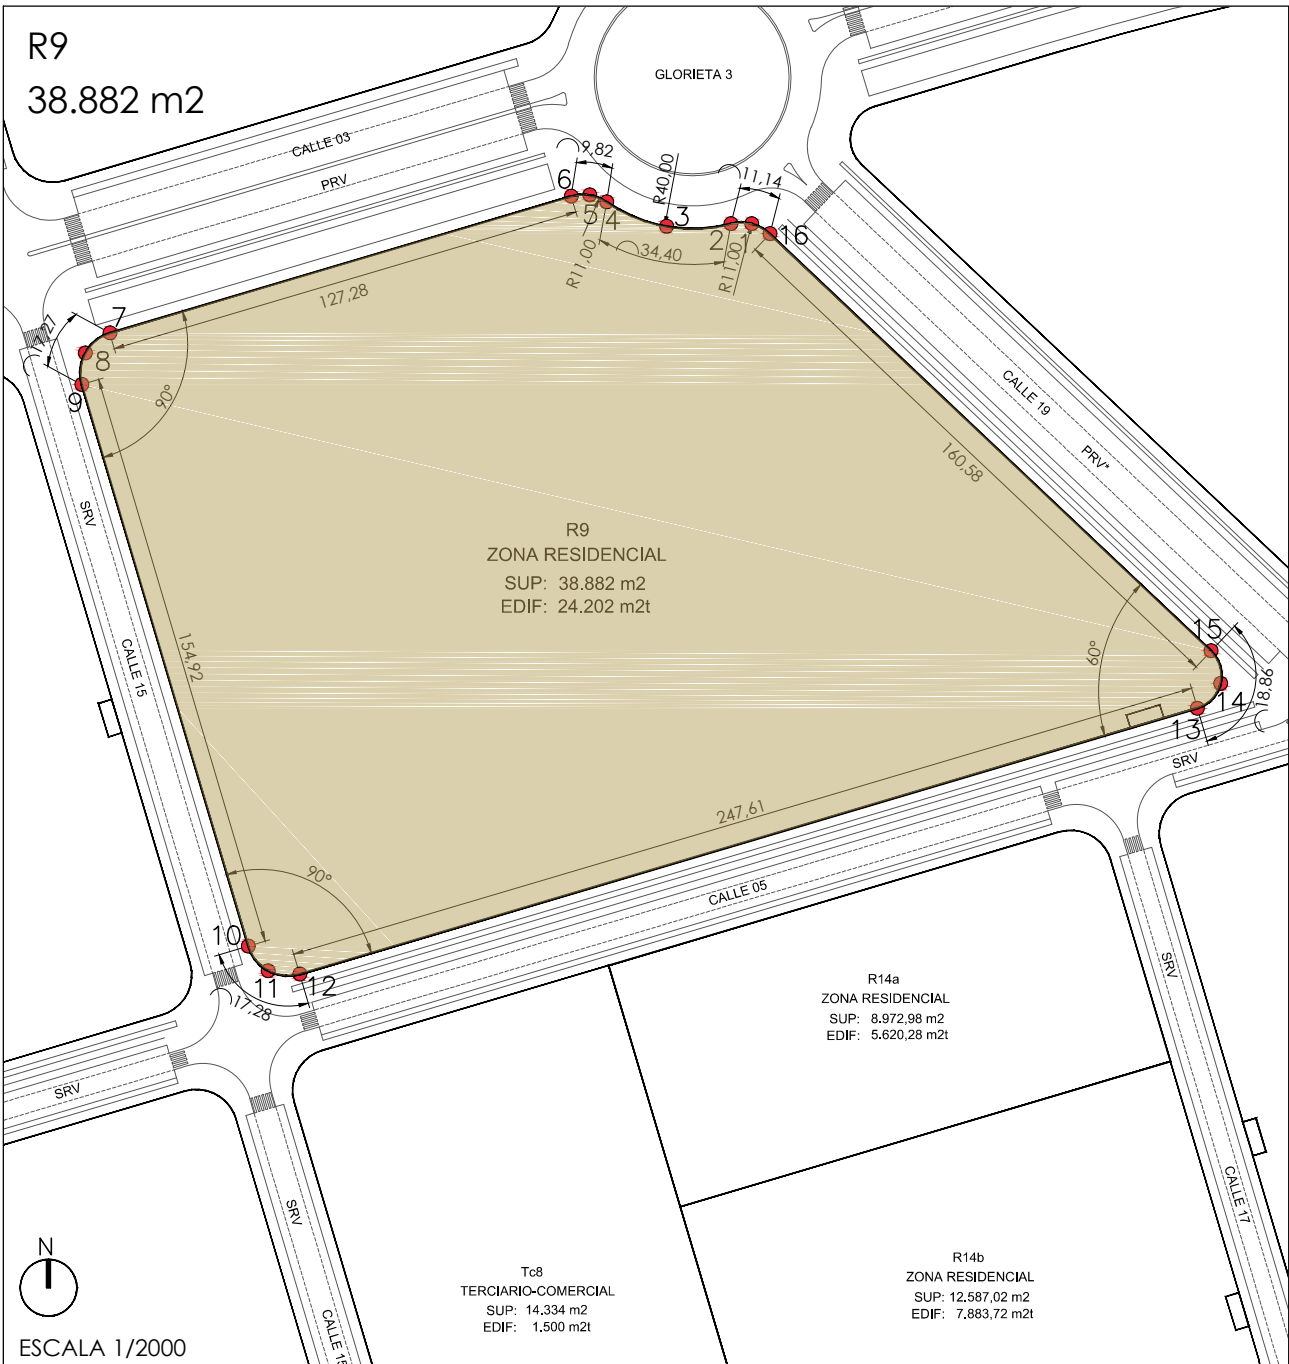 R9
38.882 m2
GLORIETA 3
CALLE 03
PRV
9,82
R40,00
11,14
6
5
4
3
2
1
16
R11,00
34,40
R11,00
127,28
7
8
9
90°
CALLE 19
PRV*
160,58
SRV
R9
ZONA RESIDENCIAL
SUP: 38.882 m2
EDIF: 24.202 m2t
CALLE 15
154,92
60°
15
14
13
18,86
SRV
247,61
90°
CALLE 05
10
11
12
17,28
SRV
SRV
R14a
ZONA RESIDENCIAL
SUP: 8.972,98 m2
EDIF: 5.620,28 m2t
SRV
CALLE 17
CALLE 15
N
ESCALA 1/2000
Tc8
TERCIARIO-COMERCIAL
SUP: 14.334 m2
EDIF: 1.500 m2t
R14b
ZONA RESIDENCIAL
SUP: 12.587,02 m2
EDIF: 7.883,72 m2t